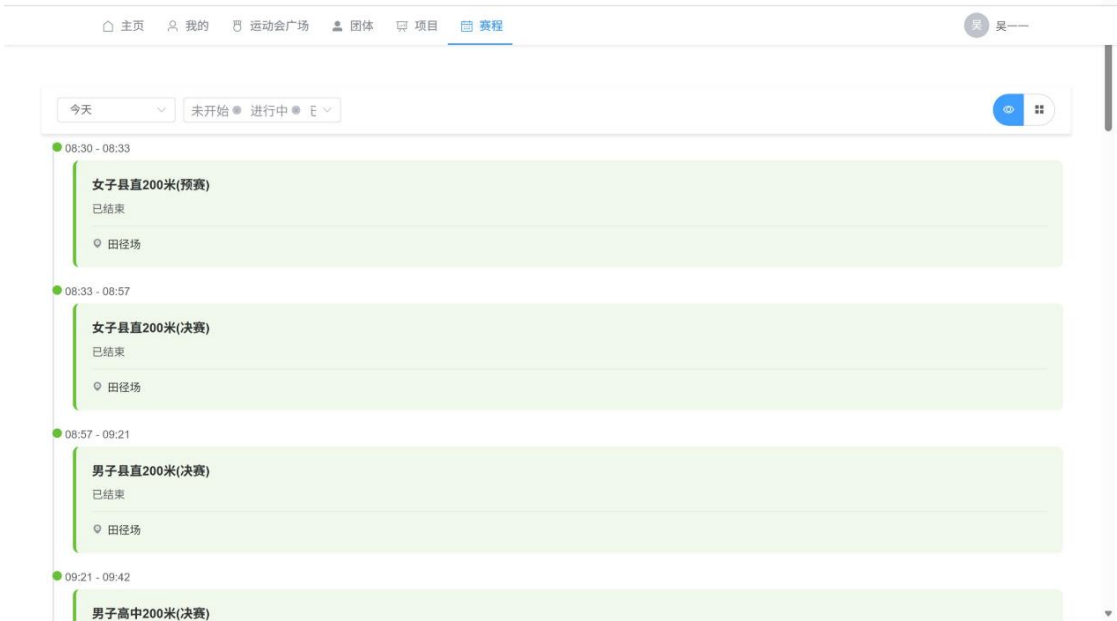 主页 我的 运动会广场 团体 项目 赛程 吴 吴一一
今天 未开始 进行中
08:30 - 08:33
女子县直200米(预赛)
已结束
田径场
08:33 - 08:57
女子县直200米(决赛)
已结束
田径场
08:57 - 09:21
男子县直200米(决赛)
已结束
田径场
09:21 - 09:42
男子高中200米(决赛)